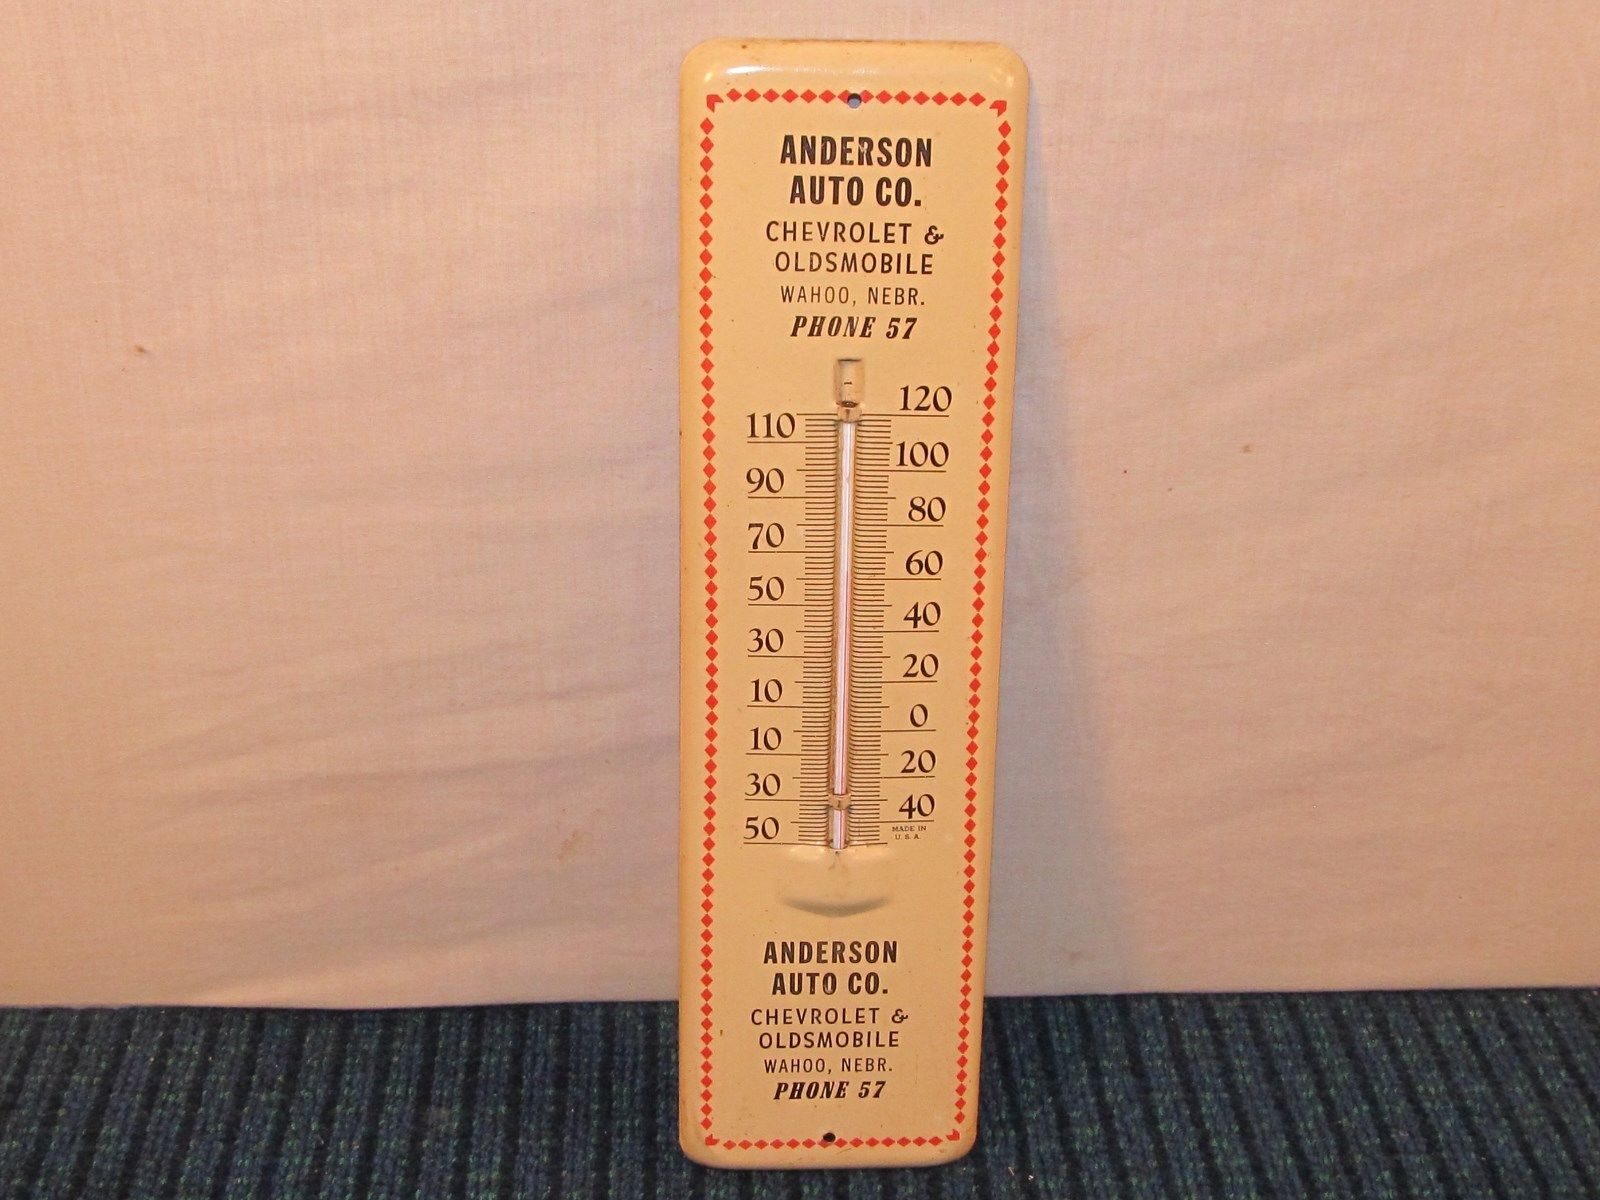 ANDERSON
AUTO CO.
CHEVROLET &
OLDSMOBILE
WAHOO, NEBR.
PHONE 57
120
110
100
90
80
70
60
50
40
30
20
10
0
10
20
30
40
50
MADE IN
U. S. A.
ANDERSON
AUTO CO.
CHEVROLET &
OLDSMOBILE
WAHOO, NEBR.
PHONE 57